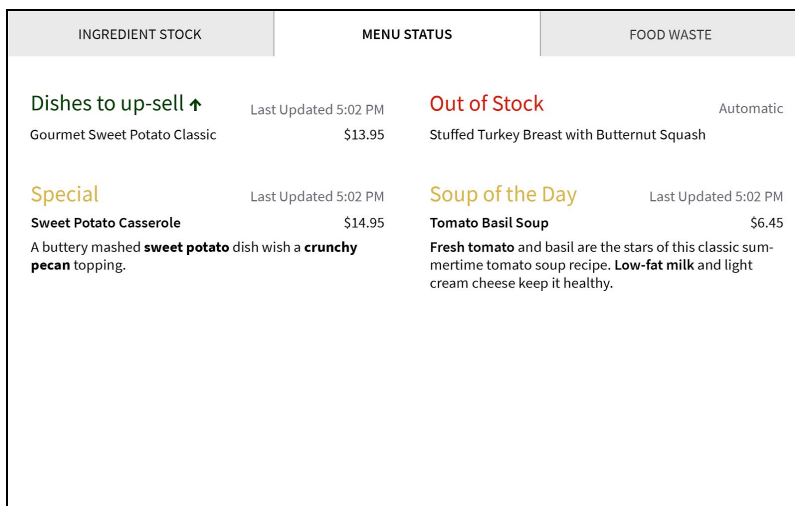 INGREDIENT STOCK
MENU STATUS
FOOD WASTE
Dishes to up-sell ↑
Last Updated 5:02 PM
Gourmet Sweet Potato Classic
$13.95
Out of Stock
Automatic
Stuffed Turkey Breast with Butternut Squash
Special
Last Updated 5:02 PM
Sweet Potato Casserole
$14.95
A buttery mashed sweet potato dish wish a crunchy
pecan topping.
Soup of the Day
Last Updated 5:02 PM
Tomato Basil Soup
$6.45
Fresh tomato and basil are the stars of this classic sum-
mertime tomato soup recipe. Low-fat milk and light
cream cheese keep it healthy.